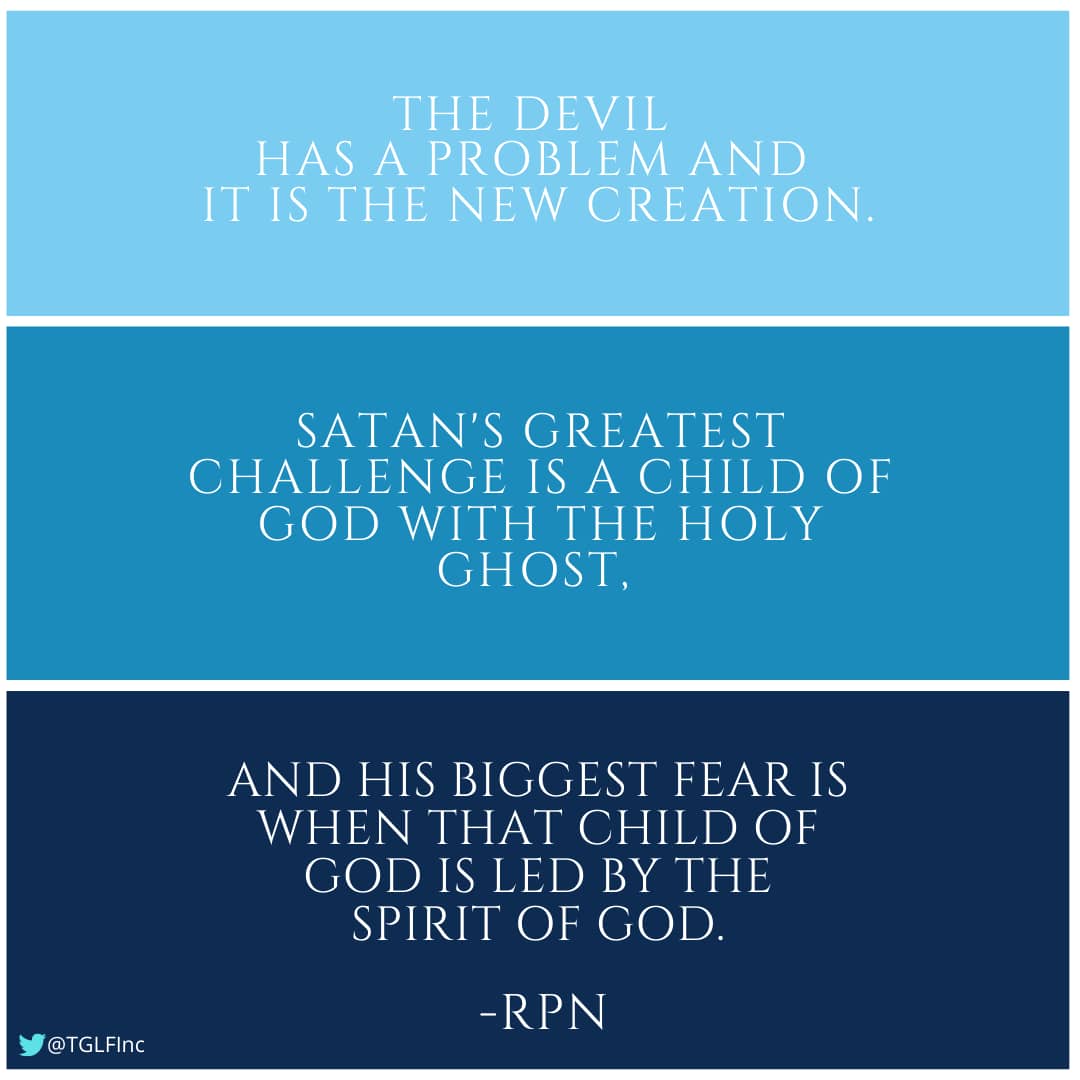 THE DEVIL
HAS A PROBLEM AND
IT IS THE NEW CREATION.
SATAN'S GREATEST
CHALLENGE IS A CHILD OF
GOD WITH THE HOLY
GHOST,
AND HIS BIGGEST FEAR IS
WHEN THAT CHILD OF
GOD IS LED BY THE
SPIRIT OF GOD.
-RPN
@TGLFInc